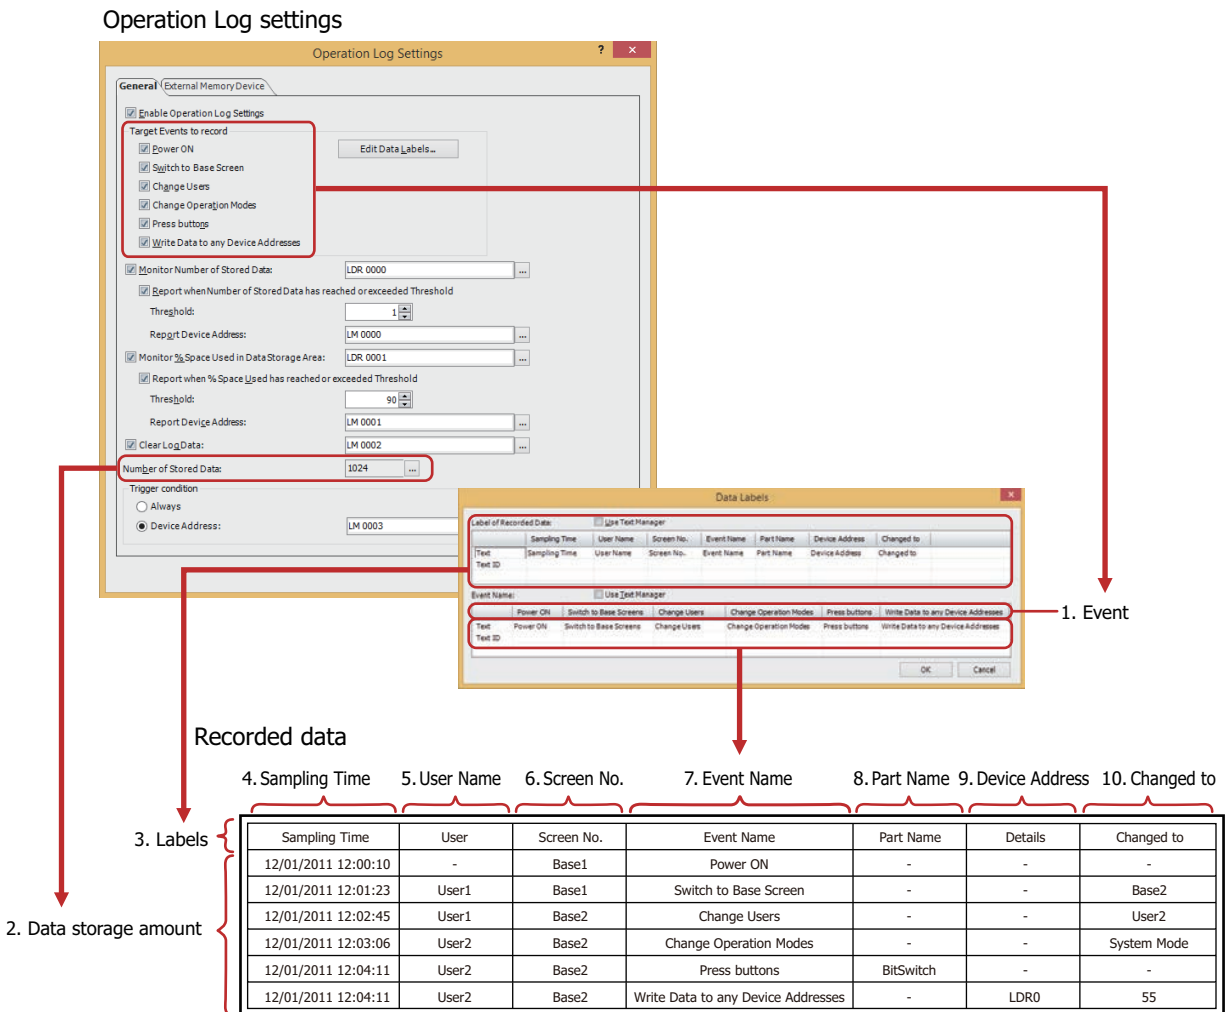 Operation Log settings
Operation Log Settings
? ×
General External Memory Device
Enable Operation Log Settings
Target Events to record
Power ON
Edit Data Labels...
Switch to Base Screen
Change Users
Change Operation Modes
Press buttons
Write Data to any Device Addresses
Monitor Number of Stored Data: LDR 0000 ...
Report when Number of Stored Data has reached or exceeded Threshold
Threshold: 1
Report Device Address: LM 0000 ...
Monitor % Space Used in Data Storage Area: LDR 0001 ...
Report when % Space Used has reached or exceeded Threshold
Threshold: 90
Report Device Address: LM 0001 ...
Clear Log Data: LM 0002 ...
Number of Stored Data: 1024 ...
Trigger condition
Always
Device Address: LM 0003
Data Labels
×
Label of Recorded Data: Use Text Manager
Sampling Time User Name Screen No. Event Name Part Name Device Address Changed to
Text Sampling Time User Name Screen No. Event Name Part Name Device Address Changed to
Text ID
Event Name: Use Text Manager
Power ON Switch to Base Screens Change Users Change Operation Modes Press buttons Write Data to any Device Addresses
Text Power ON Switch to Base Screens Change Users Change Operation Modes Press buttons Write Data to any Device Addresses
Text ID
OK Cancel
1. Event
Recorded data
4. Sampling Time 5. User Name 6. Screen No. 7. Event Name 8. Part Name 9. Device Address 10. Changed to
3. Labels
Sampling Time User Screen No. Event Name Part Name Details Changed to
12/01/2011 12:00:10 - Base1 Power ON - - -
12/01/2011 12:01:23 User1 Base1 Switch to Base Screen - - Base2
12/01/2011 12:02:45 User1 Base2 Change Users - - User2
2. Data storage amount
12/01/2011 12:03:06 User2 Base2 Change Operation Modes - - System Mode
12/01/2011 12:04:11 User2 Base2 Press buttons BitSwitch - -
12/01/2011 12:04:11 User2 Base2 Write Data to any Device Addresses - LDR0 55